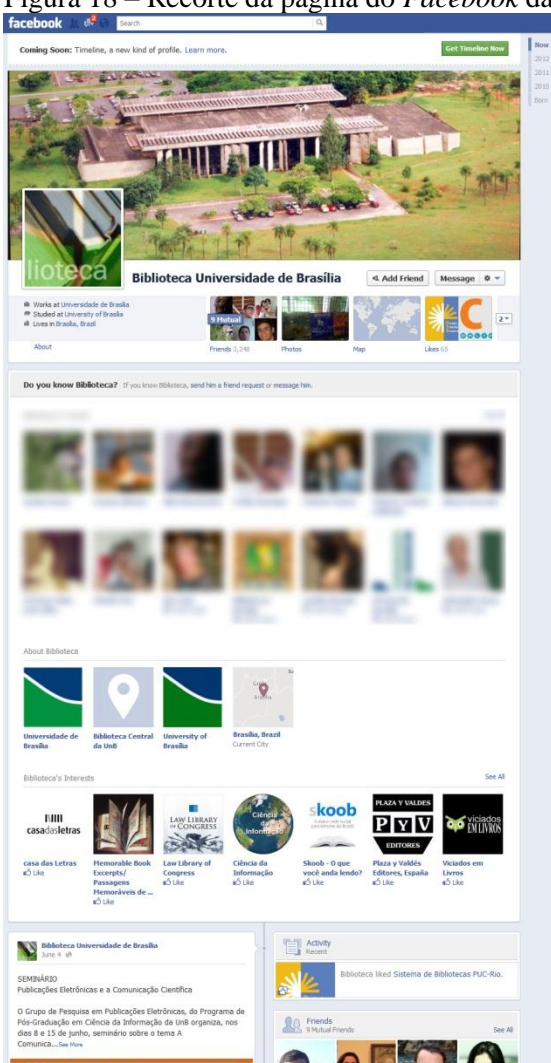 Figura 18 – Recorte da página do Facebook da
facebook
2
Search
Coming Soon: Timeline, a new kind of profile. Learn more.
Get Timeline Now
Now
2012
2011
2010
Born
lioteca
Biblioteca Universidade de Brasília
Add Friend
Message
Works at Universidade de Brasília
Studied at University of Brasília
Lives in Brasília, Brazil
About
9 Mutual
Friends 3,248
Photos
Map
Likes 65
2
Do you know Biblioteca? If you know Biblioteca, send him a friend request or message him.
About Biblioteca
Universidade de Brasília
Biblioteca Central da UnB
University of Brasília
Brasília, Brazil
Current City
Biblioteca's Interests
See All
casadasletras
LAW LIBRARY
OF CONGRESS
Ciência
da
Informação
skoob
PLAZA Y VALDES
PYV
EDITORES
viciados
EM LIVROS
casa das Letras
Like
Memorable Book Excerpts/ Passagens Memoráveis de ...
Like
Law Library of Congress
Like
Ciência da Informação
Like
Skoob - O que você anda lendo?
Like
Plaza y Valdés Editores, España
Like
Viciados em Livros
Like
Biblioteca Universidade de Brasília
June 4
SEMINÁRIO
Publicações Eletrônicas e a Comunicação Científica
O Grupo de Pesquisa em Publicações Eletrônicas, do Programa de
Pós-Graduação em Ciência da Informação da UnB organiza, nos
dias 8 e 15 de junho, seminário sobre o tema A
Comunica...See More
Activity
Recent
Biblioteca liked Sistema de Bibliotecas PUC-Rio.
Friends
9 Mutual Friends
See All